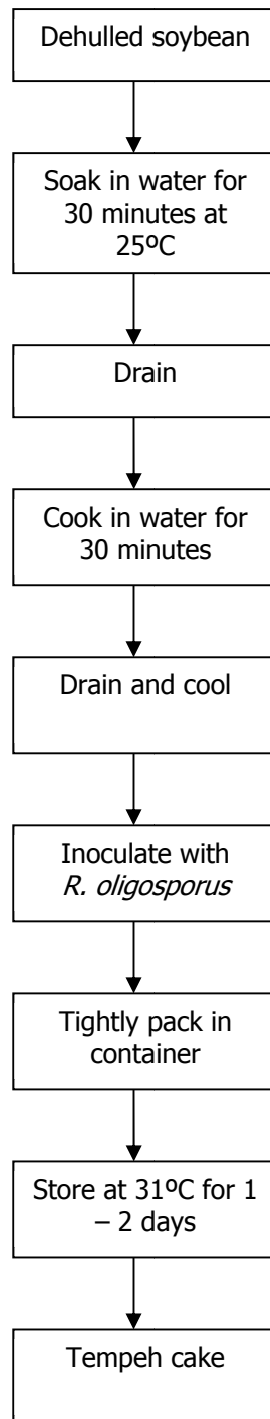 Dehulled soybean
Soak in water for
30 minutes at
25ºC
Drain
Cook in water for
30 minutes
Drain and cool
Inoculate with
R. oligosporus
Tightly pack in
container
Store at 31ºC for 1
– 2 days
Tempeh cake